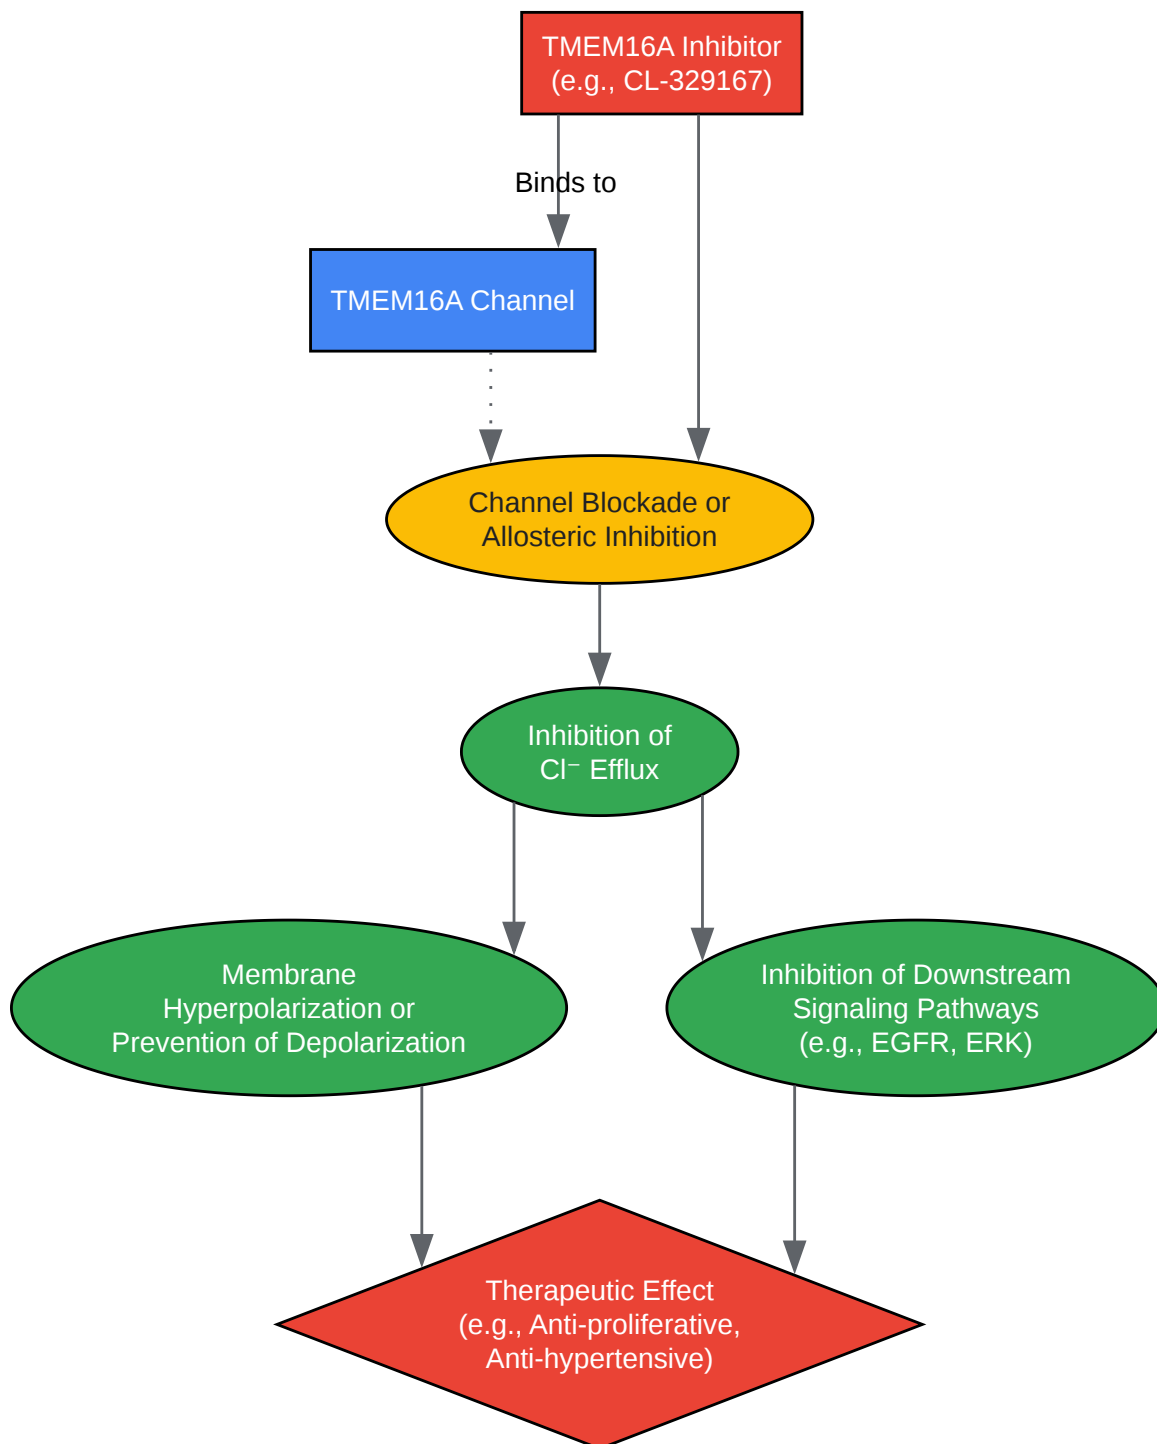 TMEM16A Inhibitor
(e.g., CL-329167)
Binds to
TMEM16A Channel
Channel Blockade or
Allosteric Inhibition
Inhibition of
Cl⁻ Efflux
Membrane
Hyperpolarization or
Prevention of Depolarization
Inhibition of Downstream
Signaling Pathways
(e.g., EGFR, ERK)
Therapeutic Effect
(e.g., Anti-proliferative,
Anti-hypertensive)